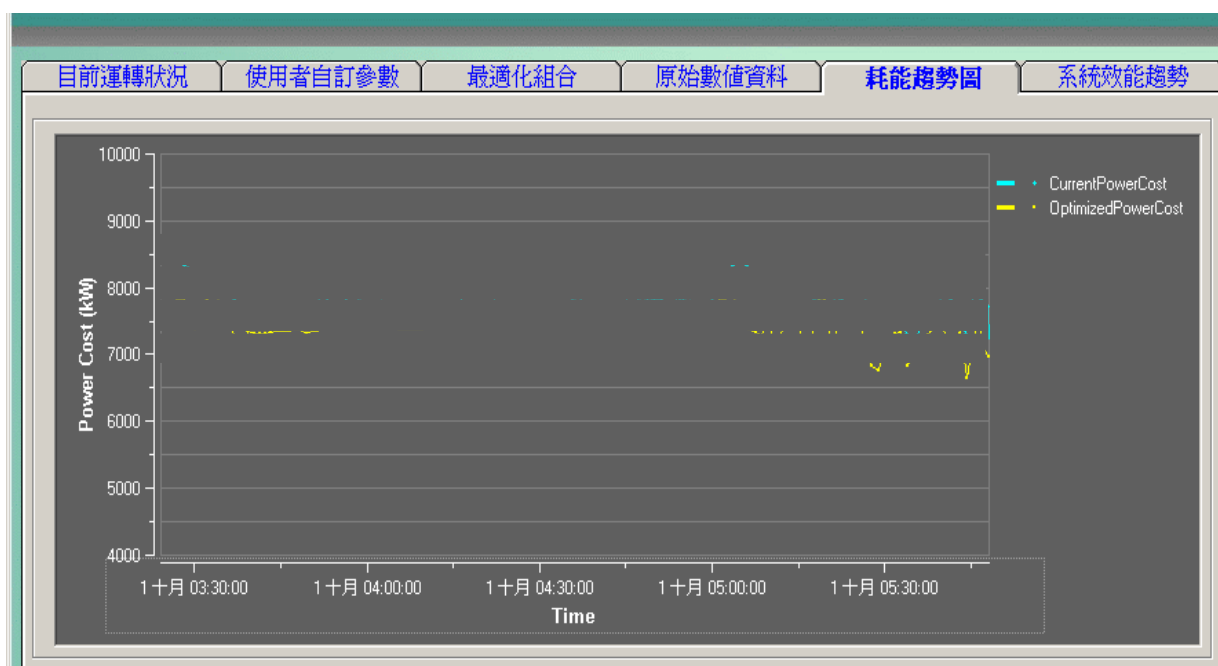 目前運轉狀況 使用者自訂參數 最適化組合 原始數值資料 耗能趨勢圖 系統效能趨勢
10000
9000
8000
7000
6000
5000
4000
Power Cost (kW)
CurrentPowerCost
OptimizedPowerCost
1 十月 03:30:00 1 十月 04:00:00 1 十月 04:30:00 1 十月 05:00:00 1 十月 05:30:00
Time